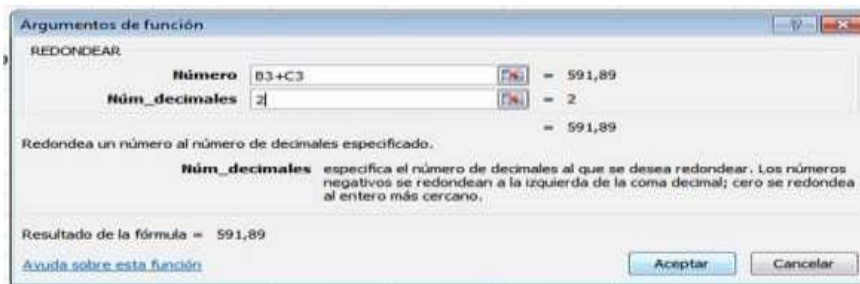 Argumentos de función
REDONDEAR
Número B3+C3 = 591,89
Núm_decimales 2 = 2
= 591,89
Redondea un número al número de decimales especificado.
Núm_decimales especifica el número de decimales al que se desea redondear. Los números
negativos se redondean a la izquierda de la coma decimal; cero se redondea
al entero más cercano.
Resultado de la fórmula = 591,89
Ayuda sobre esta función
Aceptar Cancelar